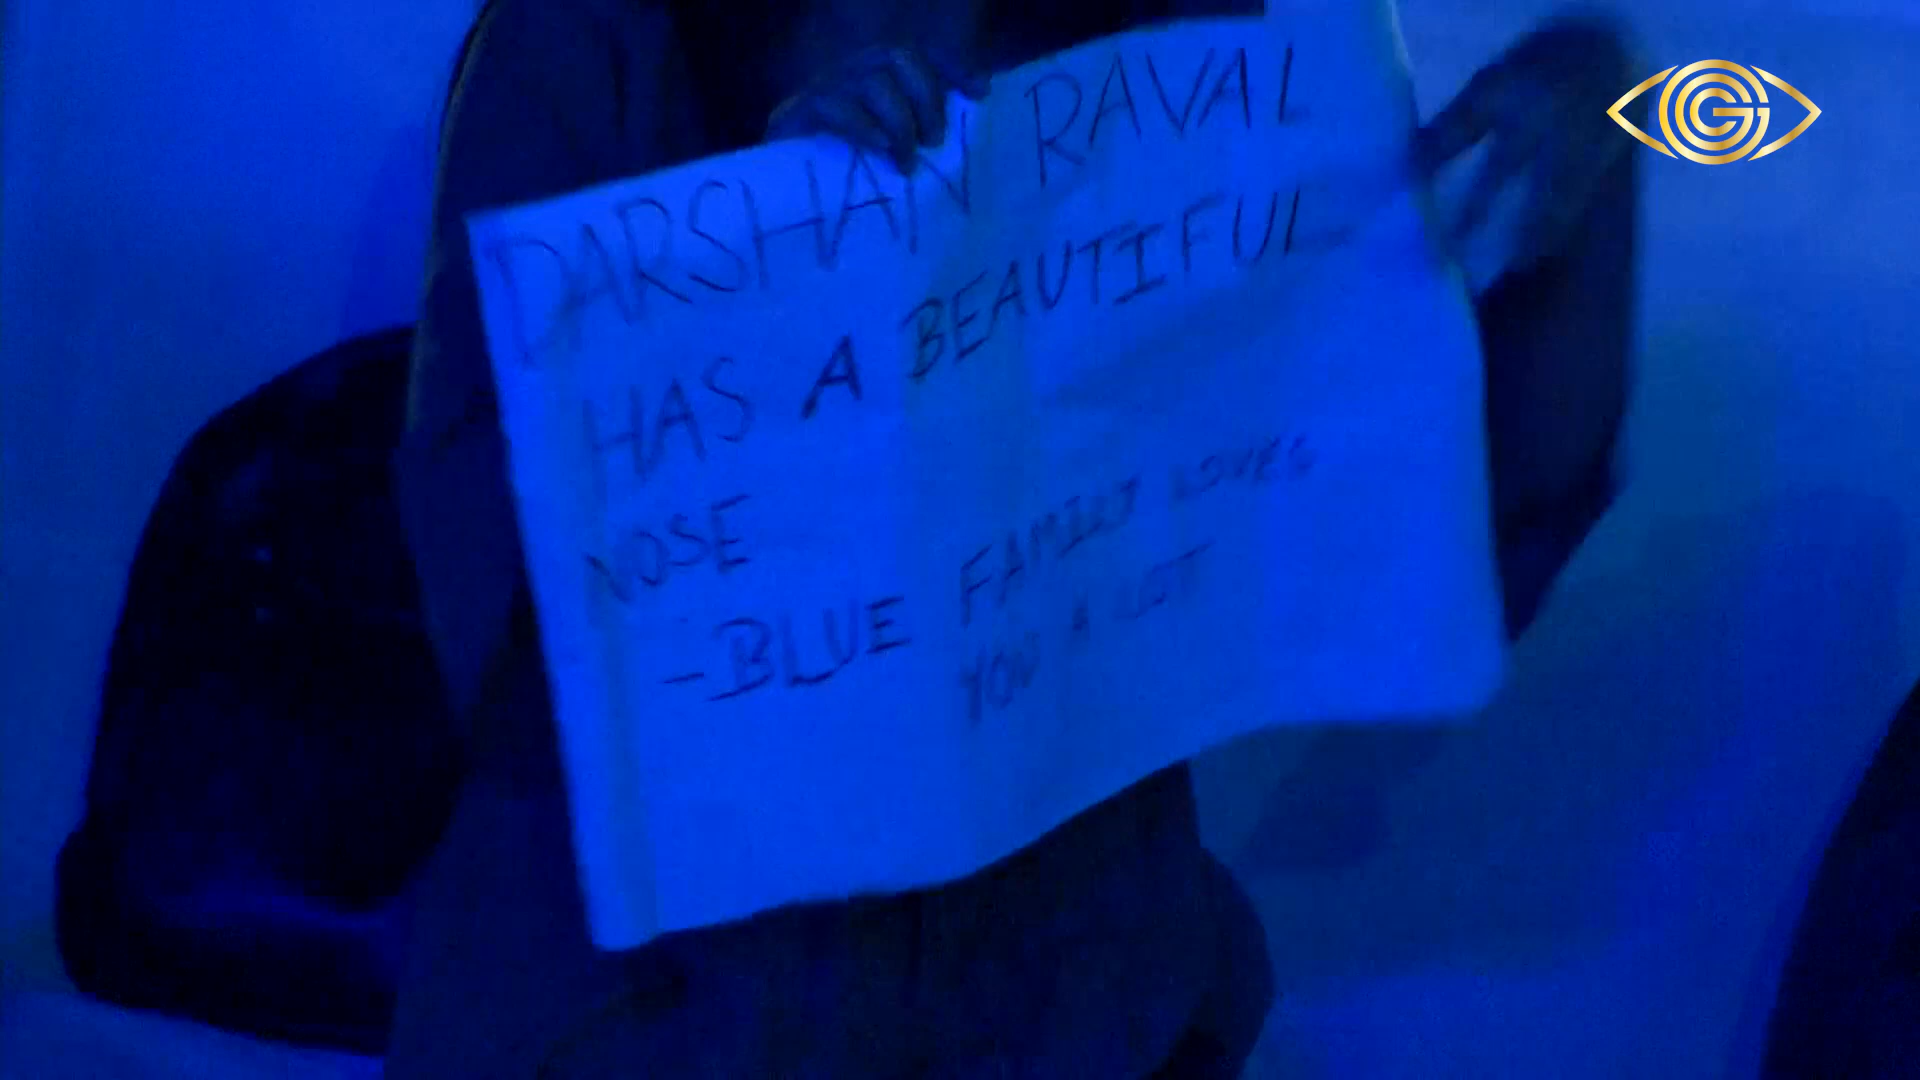 DARSHAN RAVAL
HAS A BEAUTIFUL
NOSE
-BLUE FAMILY LOVES
YOU A LOT